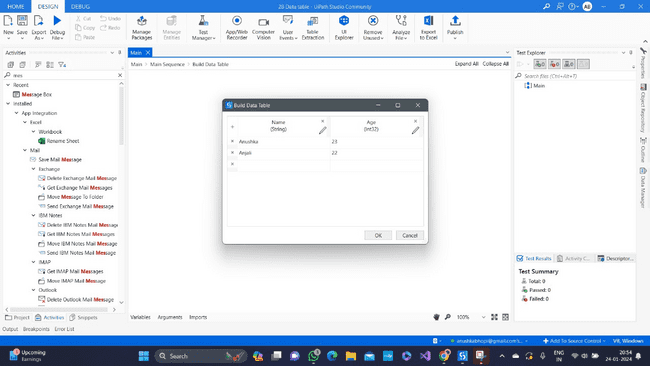 HOME DESIGN DEBUG
28 Data table - UiPath Studio Community
New Save Export As Debug File
Cut Undo
Copy Redo
Paste
Manage Packages Manage Entities Test Manager App/Web Recorder Computer Vision User Events Table Extraction UI Explorer Remove Unused Analyze File Export to Excel Publish
Activities
mes
Recent
Message Box
Installed
App Integration
Excel
Workbook
Rename Sheet
Mail
Save Mail Message
Exchange
Delete Exchange Mail Message
Get Exchange Mail Messages
Move Message To Folder
Send Exchange Mail Message
IBM Notes
Delete IBM Notes Mail Message
Get IBM Notes Mail Messages
Move IBM Notes Mail Message
Send IBM Notes Mail Message
IMAP
Get IMAP Mail Messages
Move IMAP Mail Message
Outlook
Delete Outlook Mail Message
Project Activities Snippets
Output Breakpoints Error List
Main
Main Main Sequence Build Data Table
Expand All Collapse All
Build Data Table
Name (String)
Age (Int32)
Anushka 23
Anjali 22
OK Cancel
Variables Arguments Imports
100%
Test Explorer
Search files (Ctrl+Alt+T)
Main
Test Results Activity C... Descriptor...
Test Summary
Total: 0
Passed: 0
Failed: 0
Properties
Object Repository
Outline
Data Manager
Add To Source Control VB, Windows
Upcoming
Earnings
Search
ENG
IN
20:54
24-01-2024